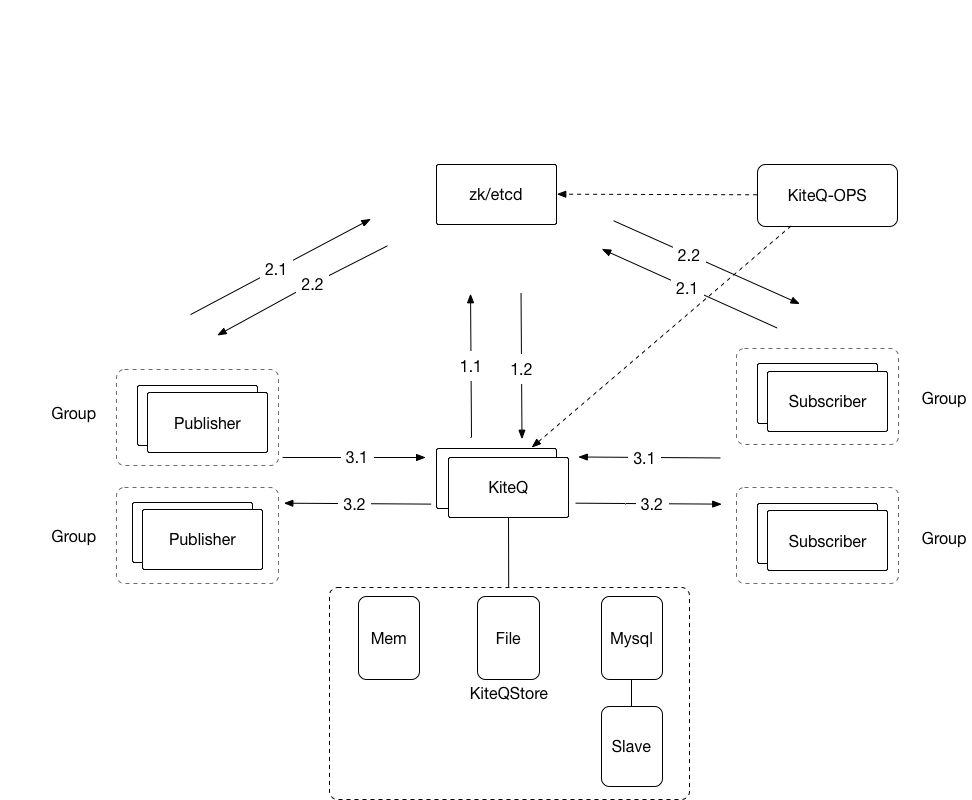 zk/etcd
KiteQ-OPS
2.1
2.2
2.2
2.1
1.1
1.2
Group
Publisher
Subscriber
Group
3.1
3.1
KiteQ
3.2
3.2
Group
Publisher
Subscriber
Group
Mem
File
Mysql
KiteQStore
Slave